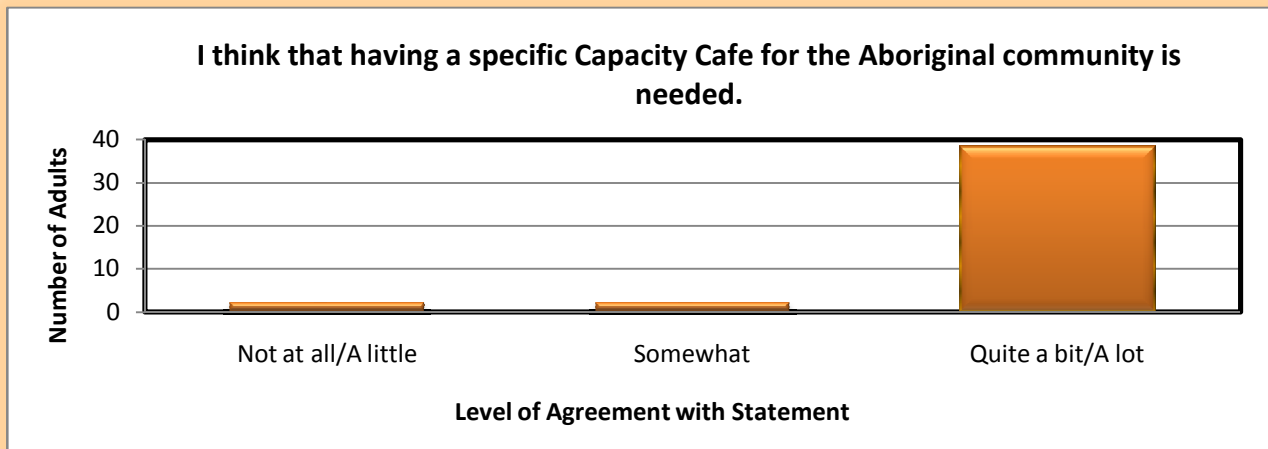 I think that having a specific Capacity Cafe for the Aboriginal community is
needed.
Number of Adults
40
30
20
10
0
Not at all/A little
Somewhat
Quite a bit/A lot
Level of Agreement with Statement